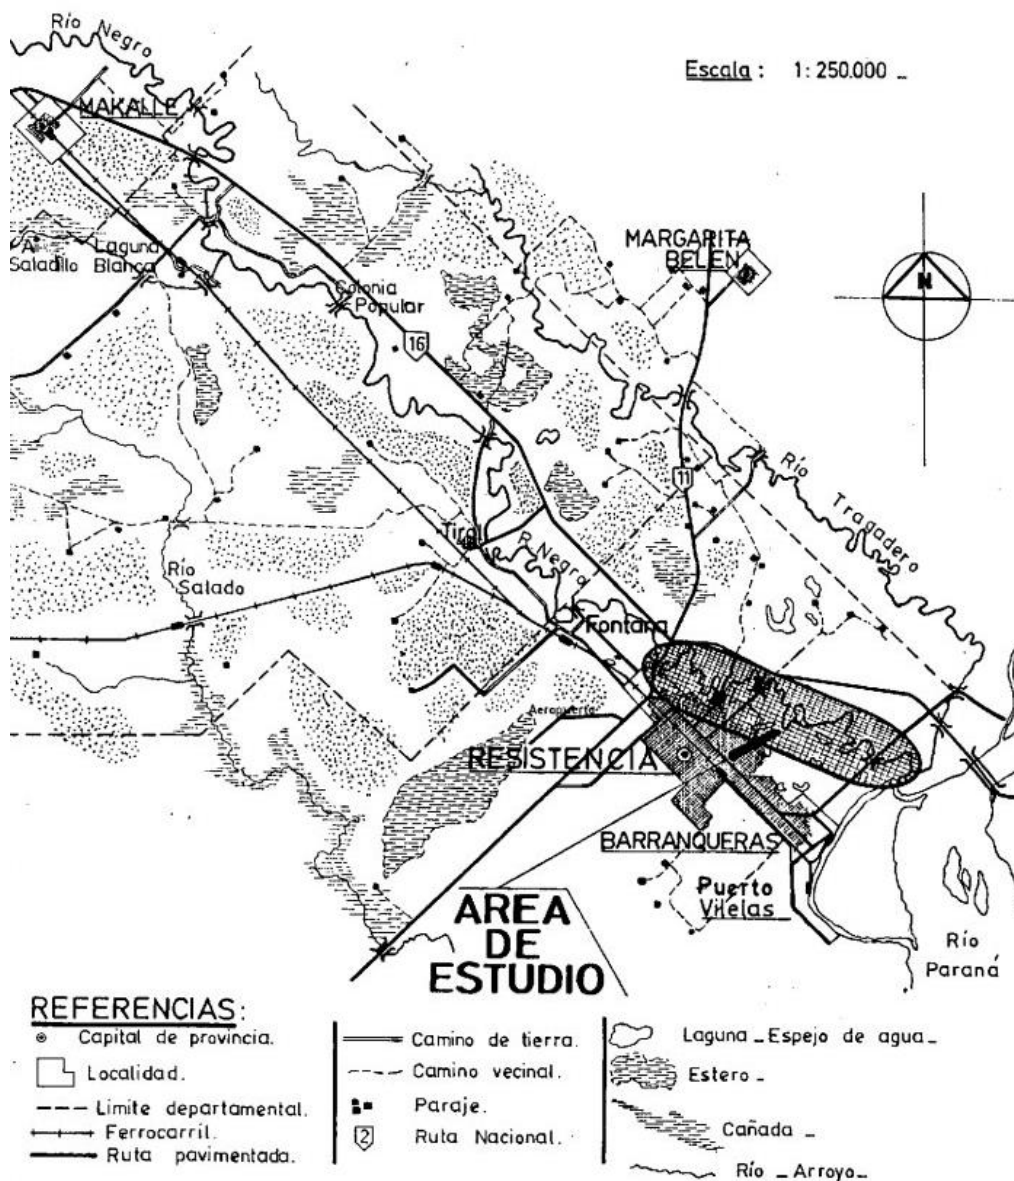 Río Negro
Escala : 1: 250.000 _
MAKALLE
MARGARITA
BELEN
N
A°
Saladillo
Laguna
Blanca
Colonia
Popular
16
11
Río Tragadero
Tirol
R. Negro
Río
Salado
Fontana
Aeropuerto
RESISTENCIA
BARRANQUERAS
Puerto
Vilelas
AREA
DE
ESTUDIO
Río
Paraná
REFERENCIAS:
Capital de provincia.
Localidad.
Limite departamental.
Ferrocarril.
Ruta pavimentada.
Camino de tierra.
Camino vecinal.
Paraje.
2 Ruta Nacional.
Laguna _ Espejo de agua _
Estero _
Cañada _
Río _ Arroyo _